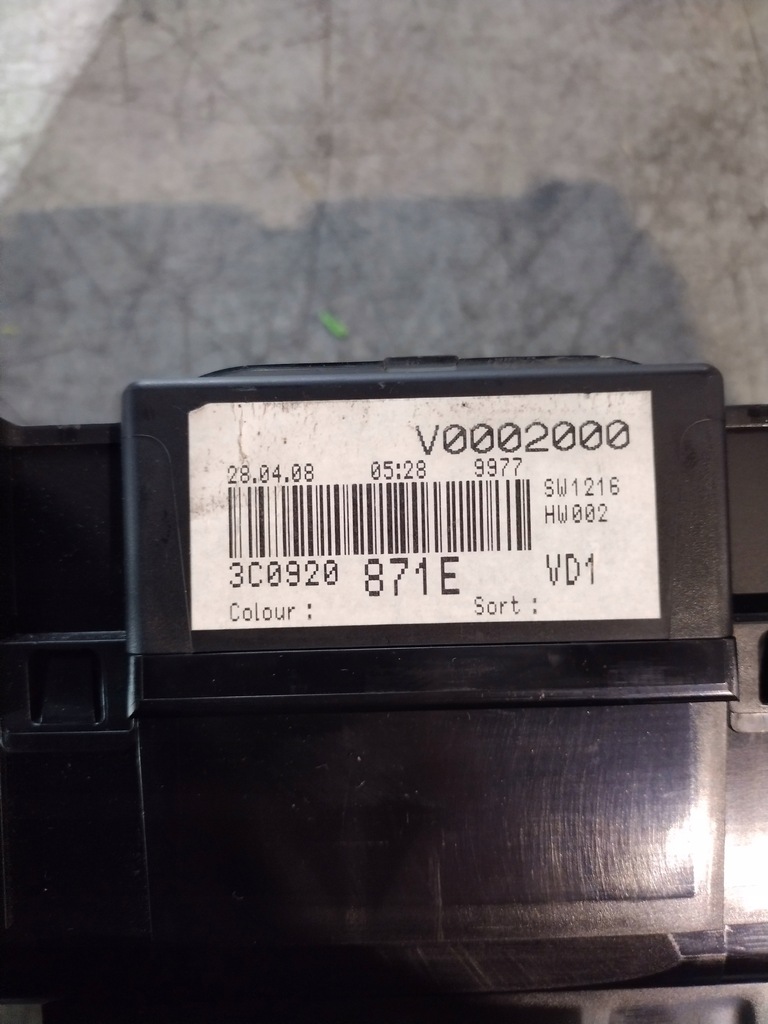 V0002000
28.04.08 05:28 9977
SW1216
HW002
3C0920 871E VD1
Colour : Sort :